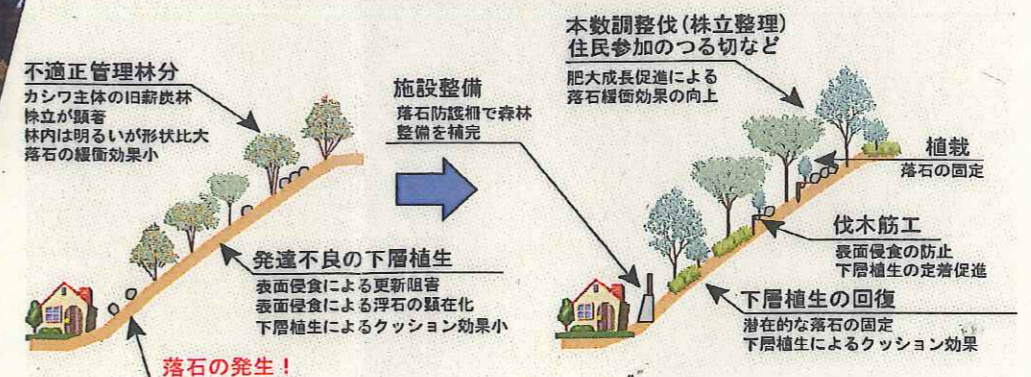 不適正管理林分
カシワ主体の旧薪炭林
株立が顕著
林内は明るいが形状比大
落石の緩衝効果小
発達不良の下層植生
表面侵食による更新阻害
表面侵食による浮石の顕在化
下層植生によるクッション効果小
落石の発生！
施設整備
落石防護柵で森林
整備を補完
本数調整伐（株立整理）
住民参加のつる切など
肥大成長促進による
落石緩衝効果の向上
植栽
落石の固定
伐木筋工
表面侵食の防止
下層植生の定着促進
下層植生の回復
潜在的な落石の固定
下層植生によるクッション効果